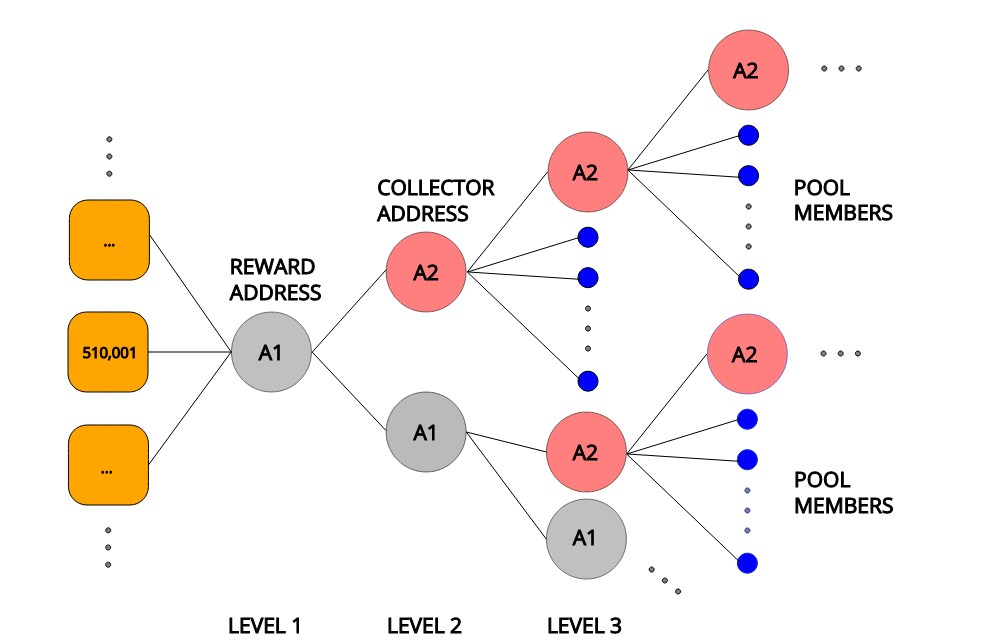 A2
A2
POOL
MEMBERS
COLLECTOR
ADDRESS
...
REWARD
ADDRESS
A2
510,001
A1
A2
A1
A2
...
POOL
MEMBERS
A1
LEVEL 1
LEVEL 2
LEVEL 3